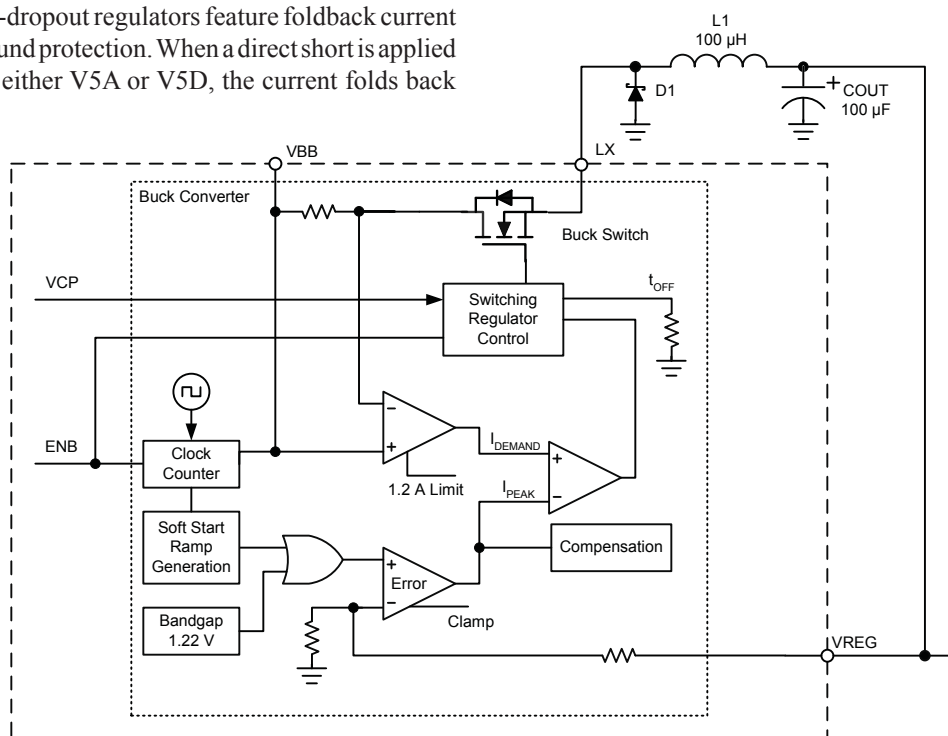 -dropout regulators feature foldback current
und protection. When a direct short is applied
either V5A or V5D, the current folds back
L1
100 µH
D1
+
COUT
100 µF
VBB
LX
Buck Converter
Buck Switch
VCP
Switching
Regulator
Control
tOFF
ENB
Clock
Counter
−
+
1.2 A Limit
IDEMAND
+
IPEAK
−
Soft Start
Ramp
Generation
+
Error
−
Clamp
Compensation
Bandgap
1.22 V
VREG